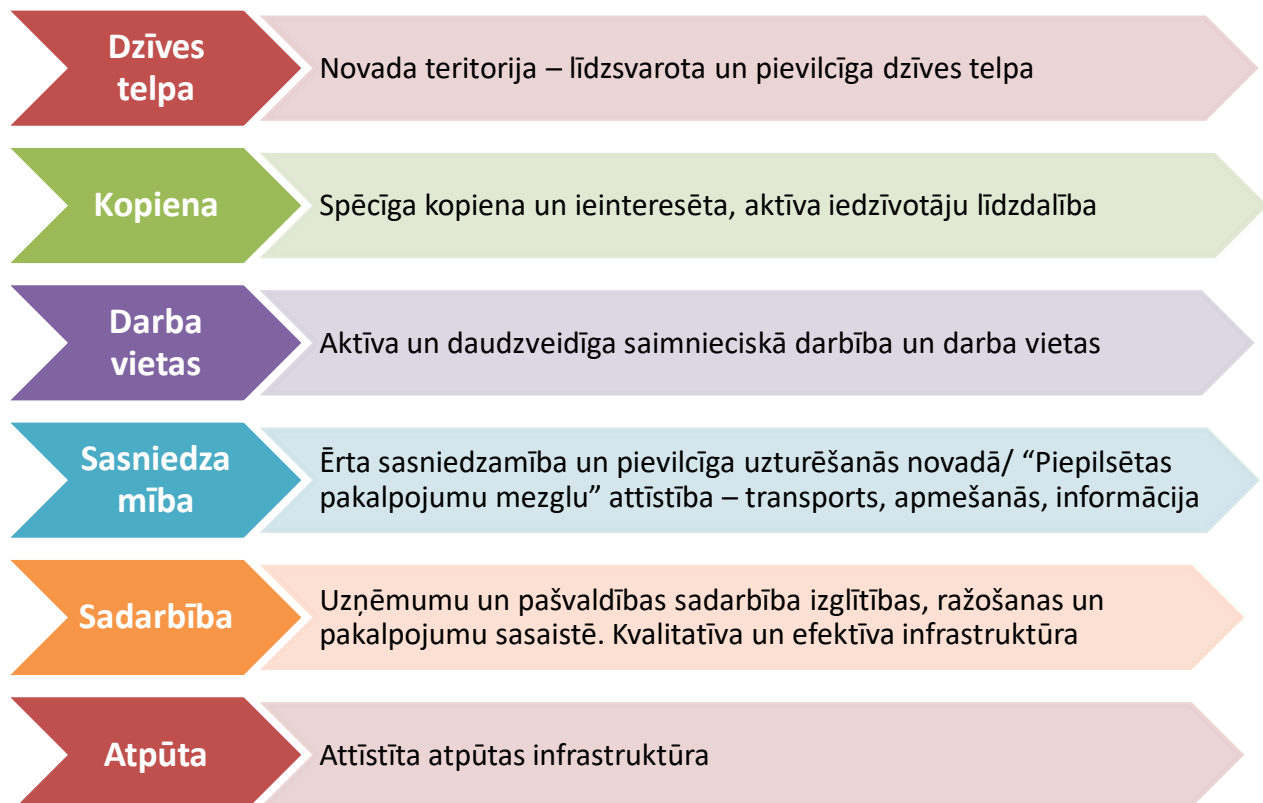 Dzīves
telpa
Novada teritorija – līdzsvarota un pievilcīga dzīves telpa
Kopiena
Spēcīga kopiena un ieinteresēta, aktīva iedzīvotāju līdzdalība
Darba
vietas
Aktīva un daudzveidīga saimnieciskā darbība un darba vietas
Sasniedza
mība
Ērta sasniedzamība un pievilcīga uzturēšanās novadā/ “Piepilsētas
pakalpojumu mezglu” attīstība – transports, apmešanās, informācija
Sadarbība
Uzņēmumu un pašvaldības sadarbība izglītības, ražošanas un
pakalpojumu sasaistē. Kvalitatīva un efektīva infrastruktūra
Atpūta
Attīstīta atpūtas infrastruktūra